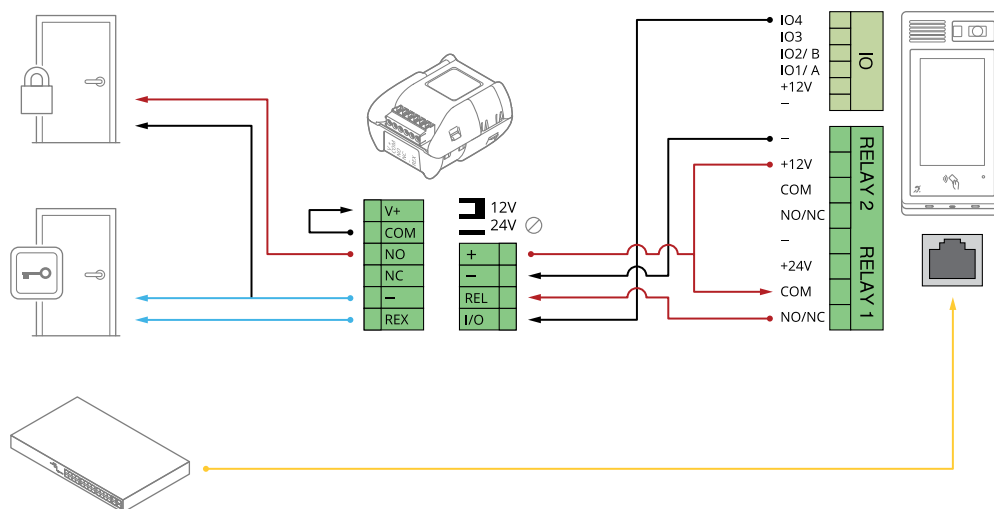 IO4
IO3
IO2/ B
IO1/ A
+12V
–
IO
–
+12V
COM
NO/NC
–
+24V
COM
NO/NC
RELAY 2
RELAY 1
V+
COM
NO
NC
–
REX
12V
24V
+
–
REL
I/O